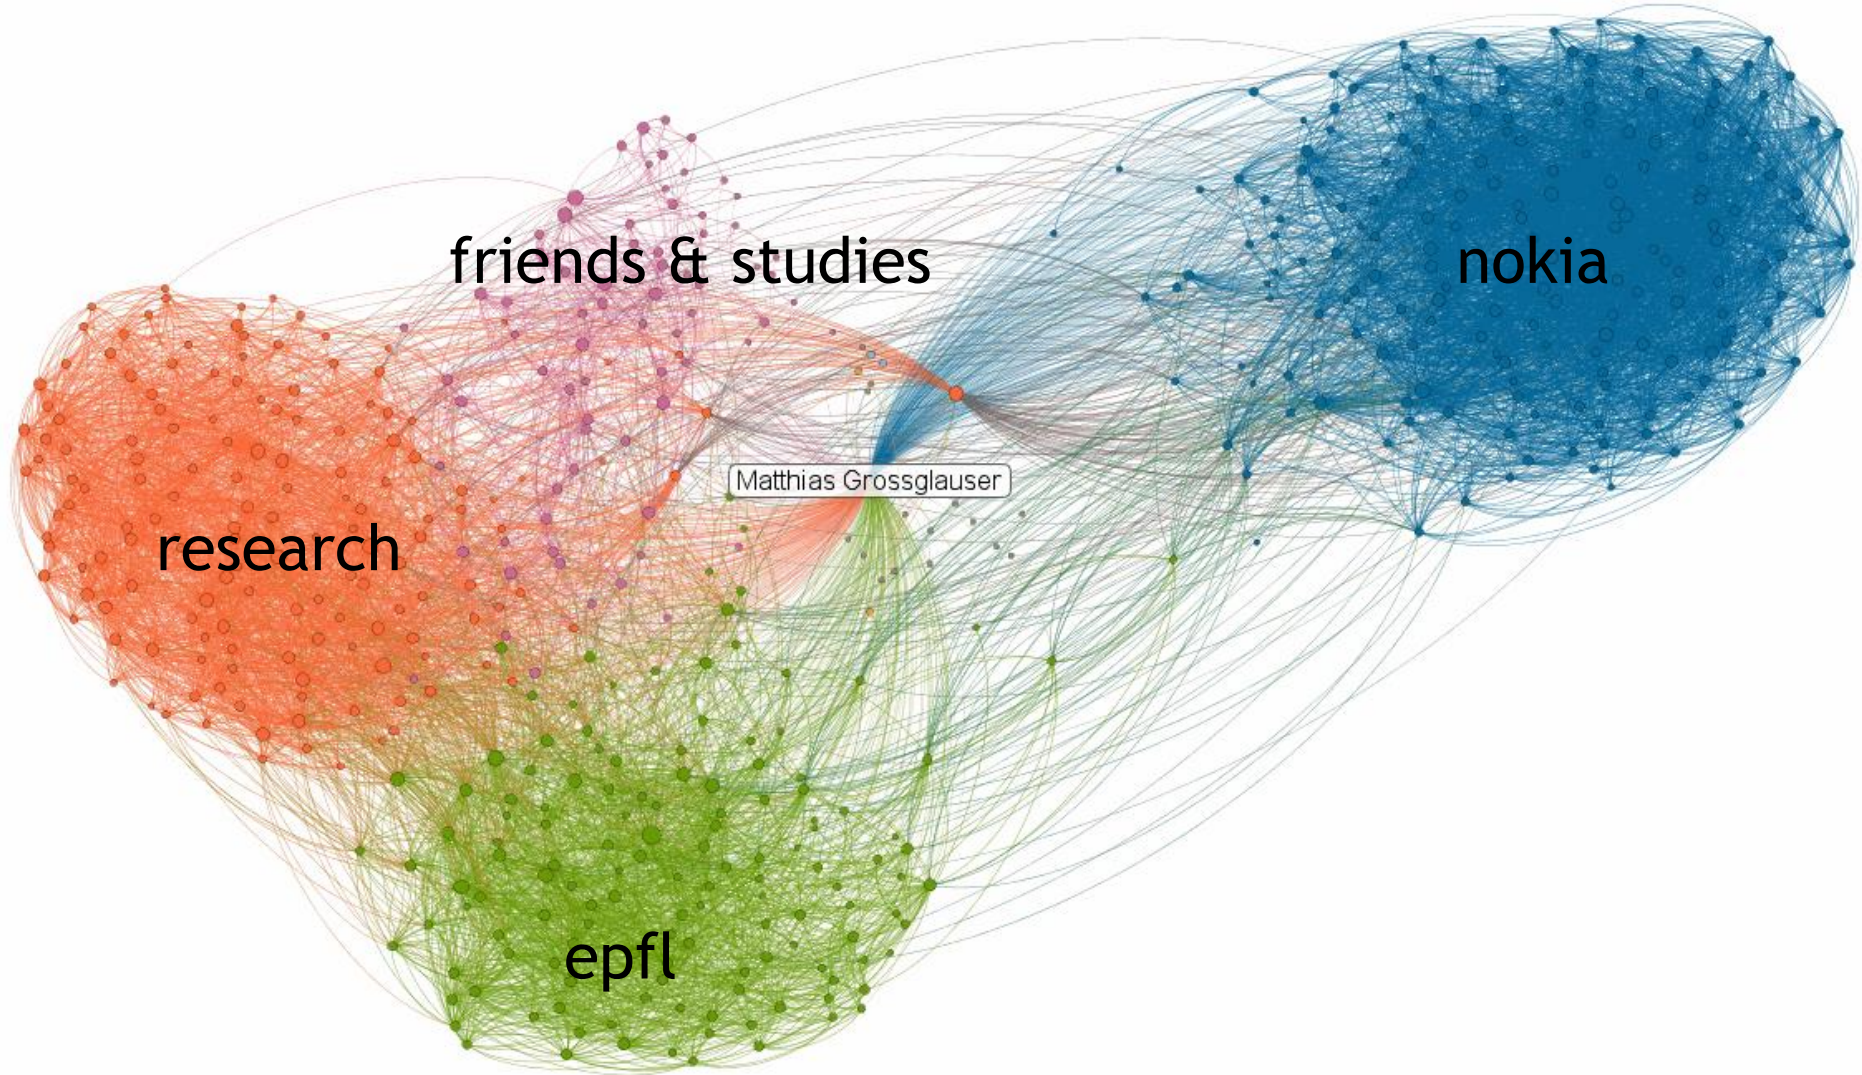 friends & studies
nokia
Matthias Grossglauser
research
epfl